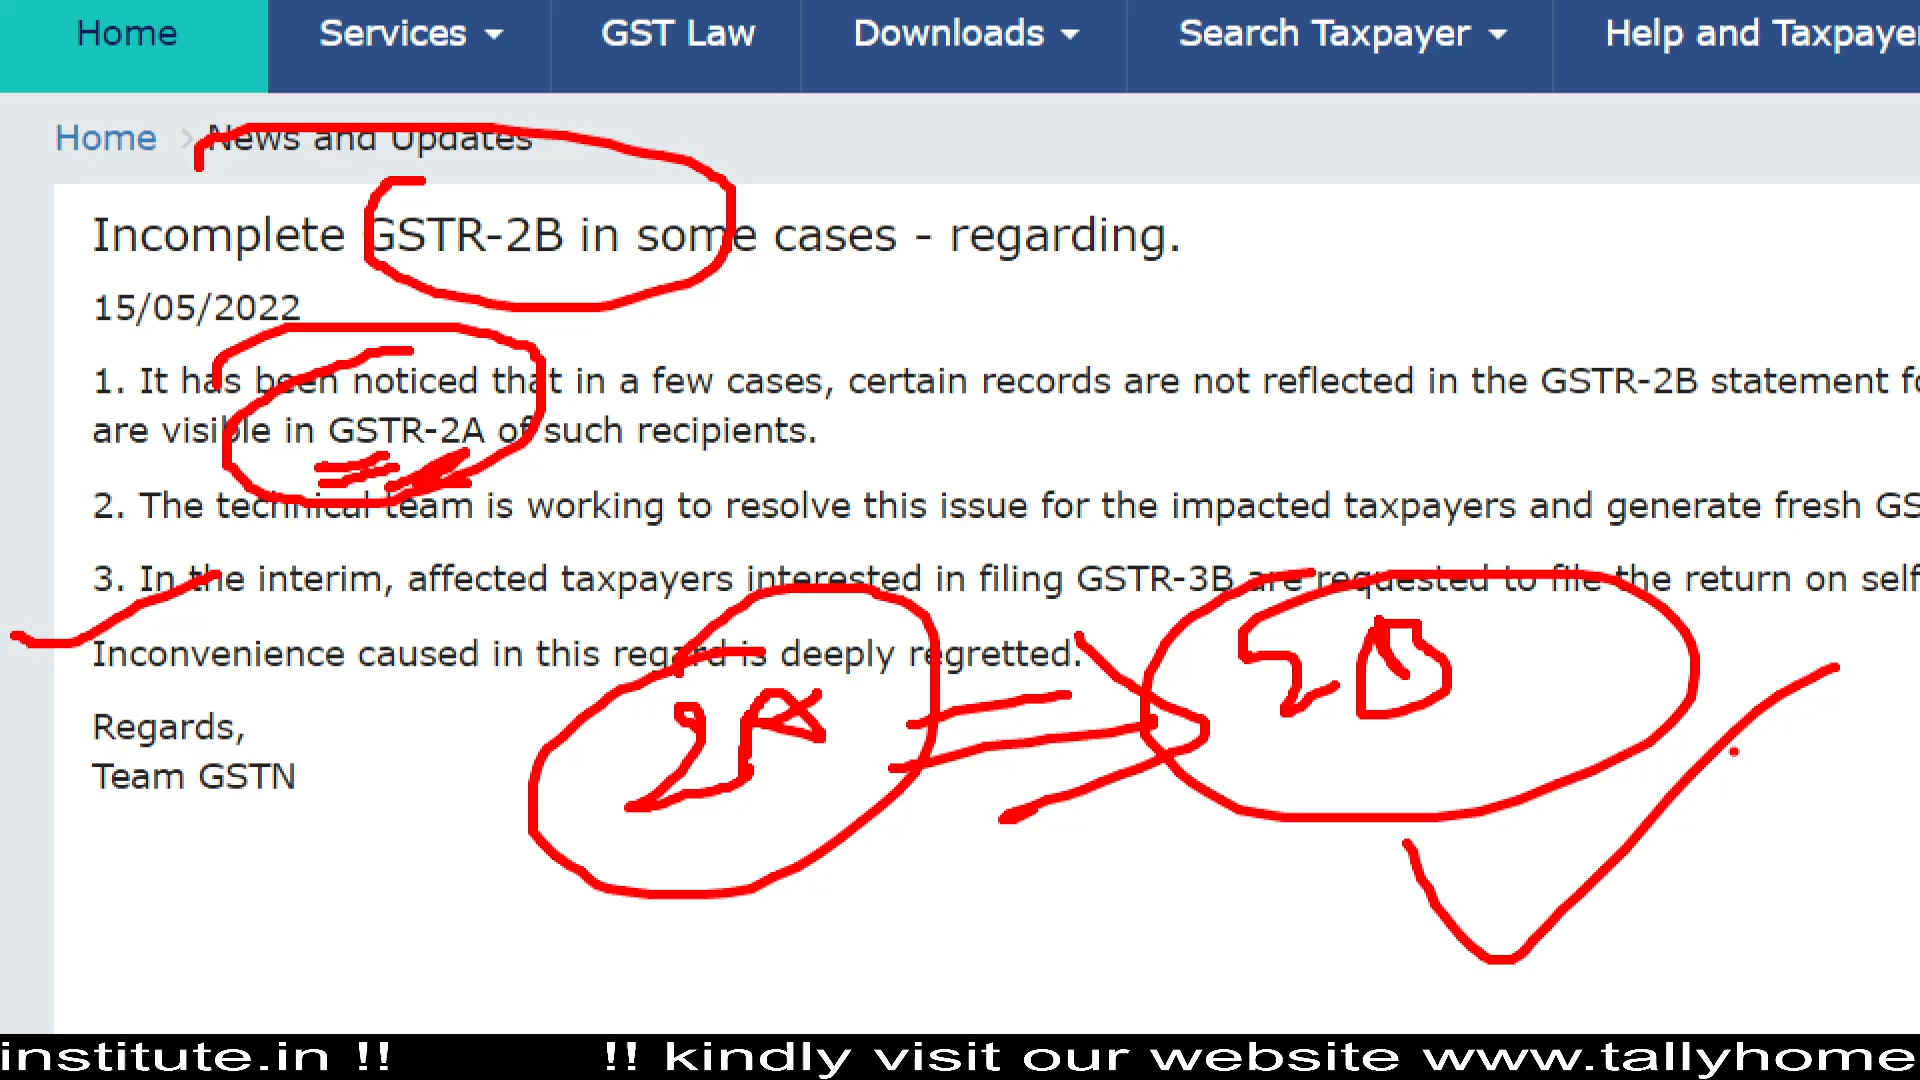 Home Services GST Law Downloads Search Taxpayer Help and Taxpaye
Home > News and Updates
Incomplete GSTR-2B in some cases - regarding.
15/05/2022
1. It has been noticed that in a few cases, certain records are not reflected in the GSTR-2B statement
are visible in GSTR-2A of such recipients.
2. The technical team is working to resolve this issue for the impacted taxpayers and generate fresh
3. In the interim, affected taxpayers interested in filing GSTR-3B are requested to file the return on self
Inconvenience caused in this regard is deeply regretted.
2A 2B
Regards,
Team GSTN
institute.in !! !! kindly visit our website www.tallyhome